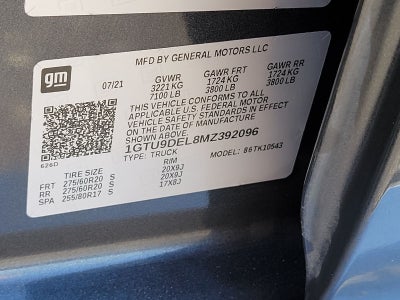 MFD BY GENERAL MOTORS LLC
gm
07/21 GVWR GAWR FRT GAWR RR
3221 KG 1724 KG 1724 KG
7100 LB 3800 LB 3800 LB
THIS VEHICLE CONFORMS TO ALL
APPLICABLE U.S. FEDERAL MOTOR
VEHICLE SAFETY STANDARDS IN EFFECT
ON THE DATE OF MANUFACTURE
SHOWN ABOVE.
1GTU9DEL8MZ392096
TYPE: TRUCK MODEL: 86TK10543
626D
TIRE SIZE RIM
FRT 275/60R20 S 20X9J
RR 275/60R20 S 20X9J
SPA 255/80R17 S 17X8J